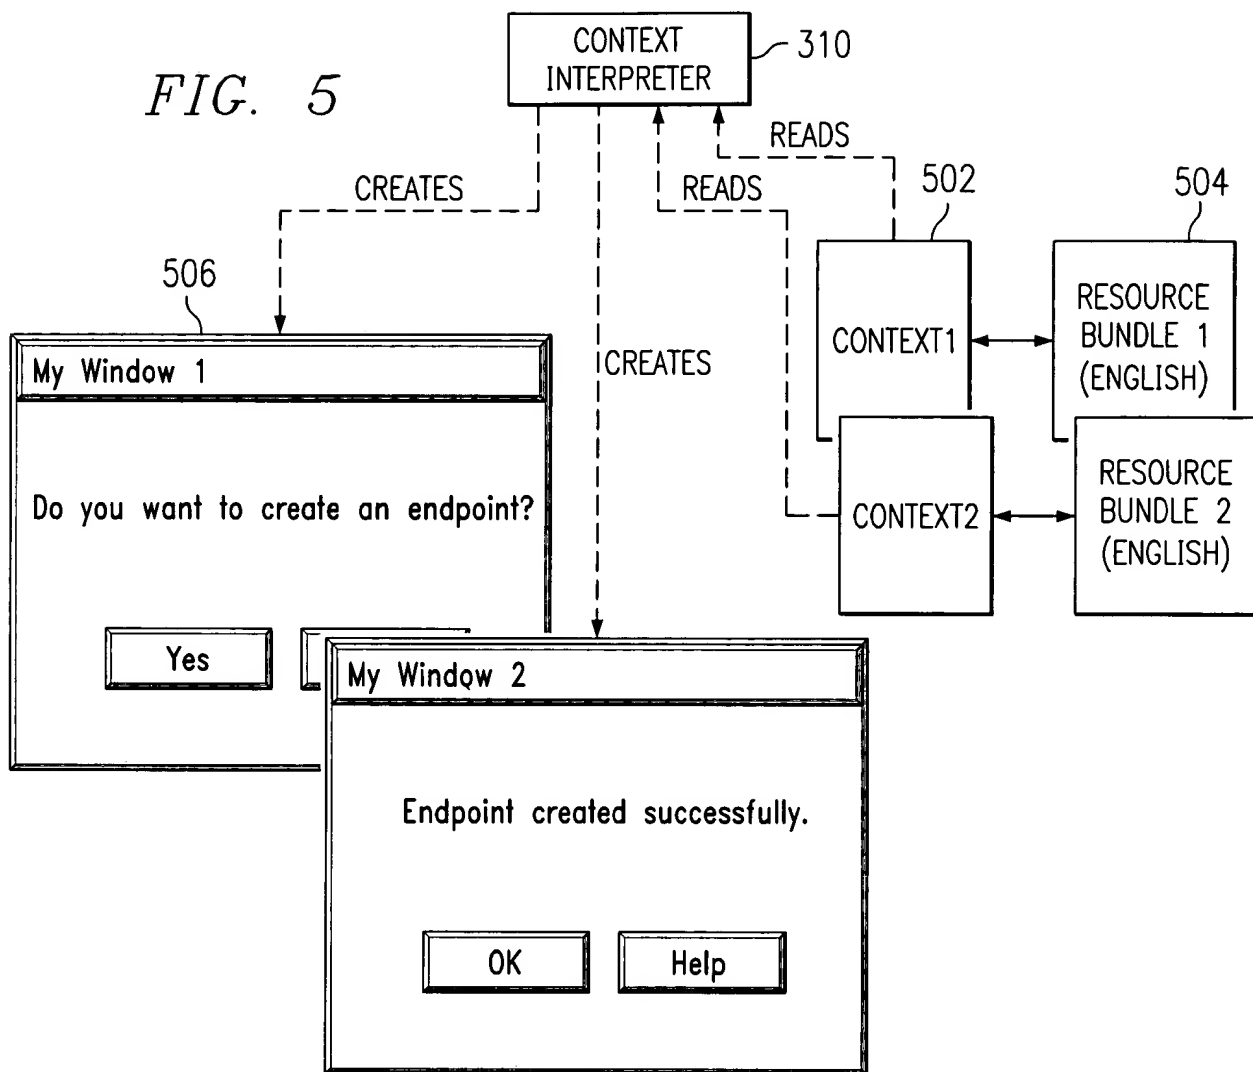 FIG. 5
CONTEXT
INTERPRETER
310
READS
CREATES
READS
502
504
506
CONTEXT1
RESOURCE
BUNDLE 1
(ENGLISH)
CREATES
My Window 1
Do you want to create an endpoint?
Yes
CONTEXT2
RESOURCE
BUNDLE 2
(ENGLISH)
My Window 2
Endpoint created successfully.
OK
Help